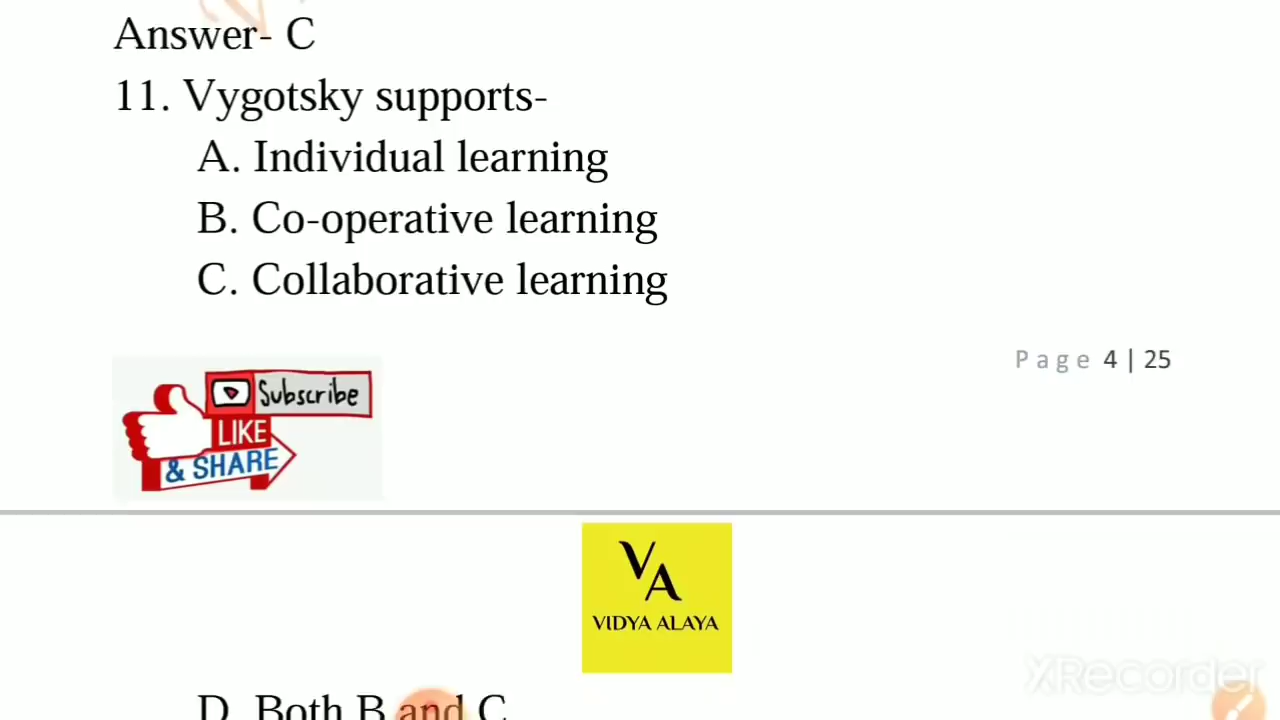 Answer- C
11. Vygotsky supports-
A. Individual learning
B. Co-operative learning
C. Collaborative learning
Page 4 | 25
Subscribe
LIKE
& SHARE
VA
VIDYA ALAYA
XRecorder
D. Both B and C